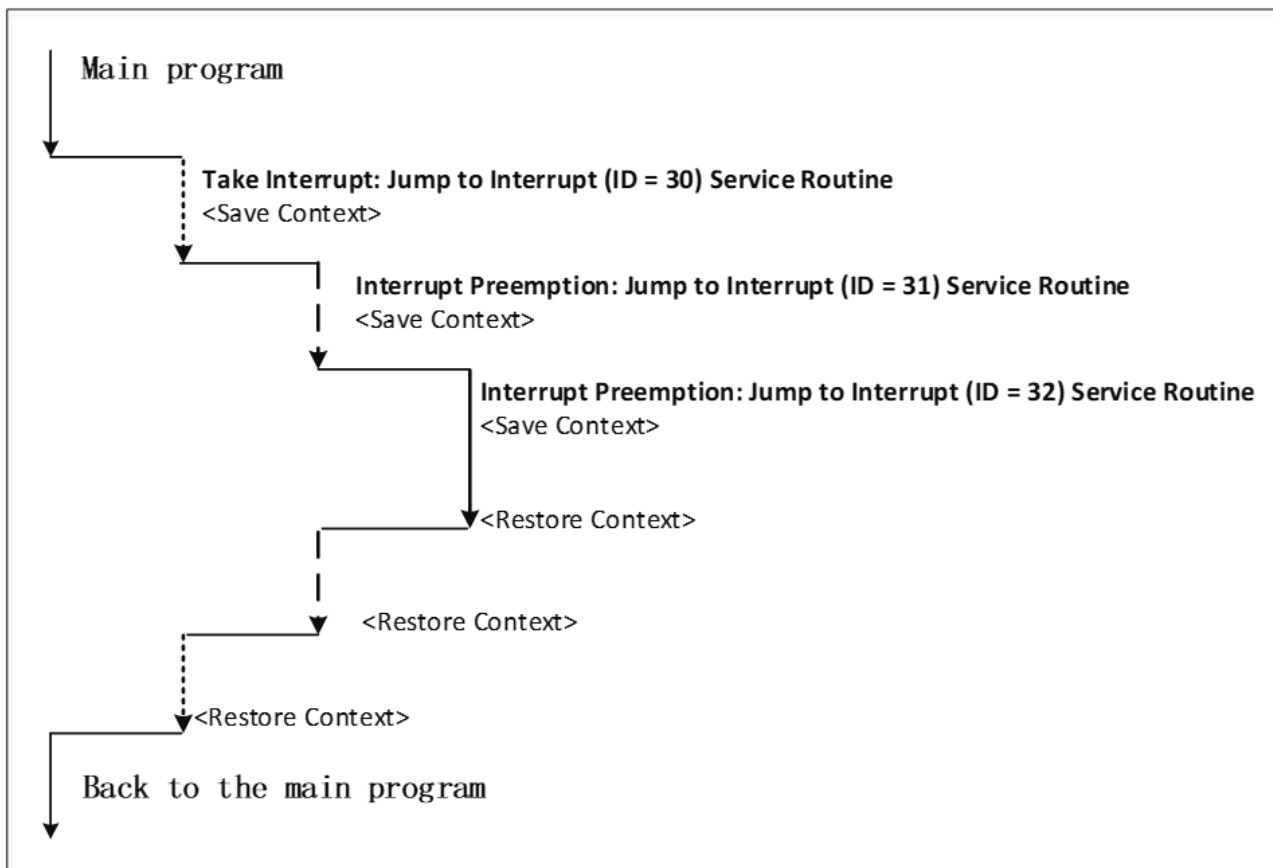 Main program
Take Interrupt: Jump to Interrupt (ID = 30) Service Routine
<Save Context>
Interrupt Preemption: Jump to Interrupt (ID = 31) Service Routine
<Save Context>
Interrupt Preemption: Jump to Interrupt (ID = 32) Service Routine
<Save Context>
<Restore Context>
<Restore Context>
<Restore Context>
Back to the main program